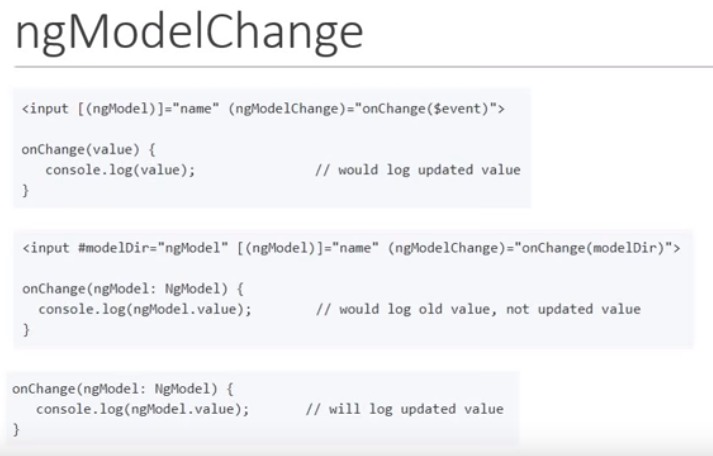 ngModelChange
<input [(ngModel)]="name" (ngModelChange)="onChange($event)">
onChange(value) {
console.log(value); // would log updated value
}
<input #modelDir="ngModel" [(ngModel)]="name" (ngModelChange)="onChange(modelDir)">
onChange(ngModel: NgModel) {
console.log(ngModel.value); // would log old value, not updated value
}
onChange(ngModel: NgModel) {
console.log(ngModel.value); // will log updated value
}